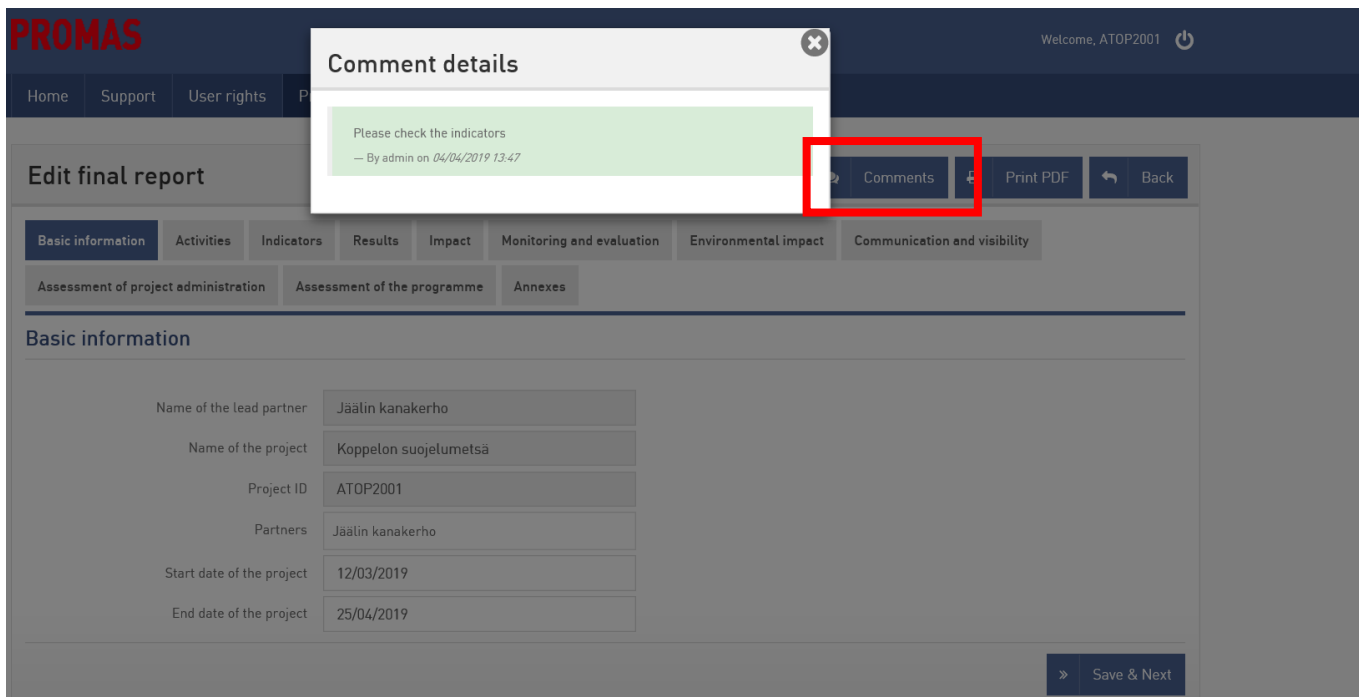 PROMAS
Welcome, ATOP2001
Comment details
Home Support User rights P
Please check the indicators
— By admin on 04/04/2019 13:47
Edit final report
Comments Print PDF Back
Basic information Activities Indicators Results Impact Monitoring and evaluation Environmental impact Communication and visibility
Assessment of project administration Assessment of the programme Annexes
Basic information
Name of the lead partner Jäälin kanakerho
Name of the project Koppelon suojelumetsä
Project ID ATOP2001
Partners Jäälin kanakerho
Start date of the project 12/03/2019
End date of the project 25/04/2019
» Save & Next